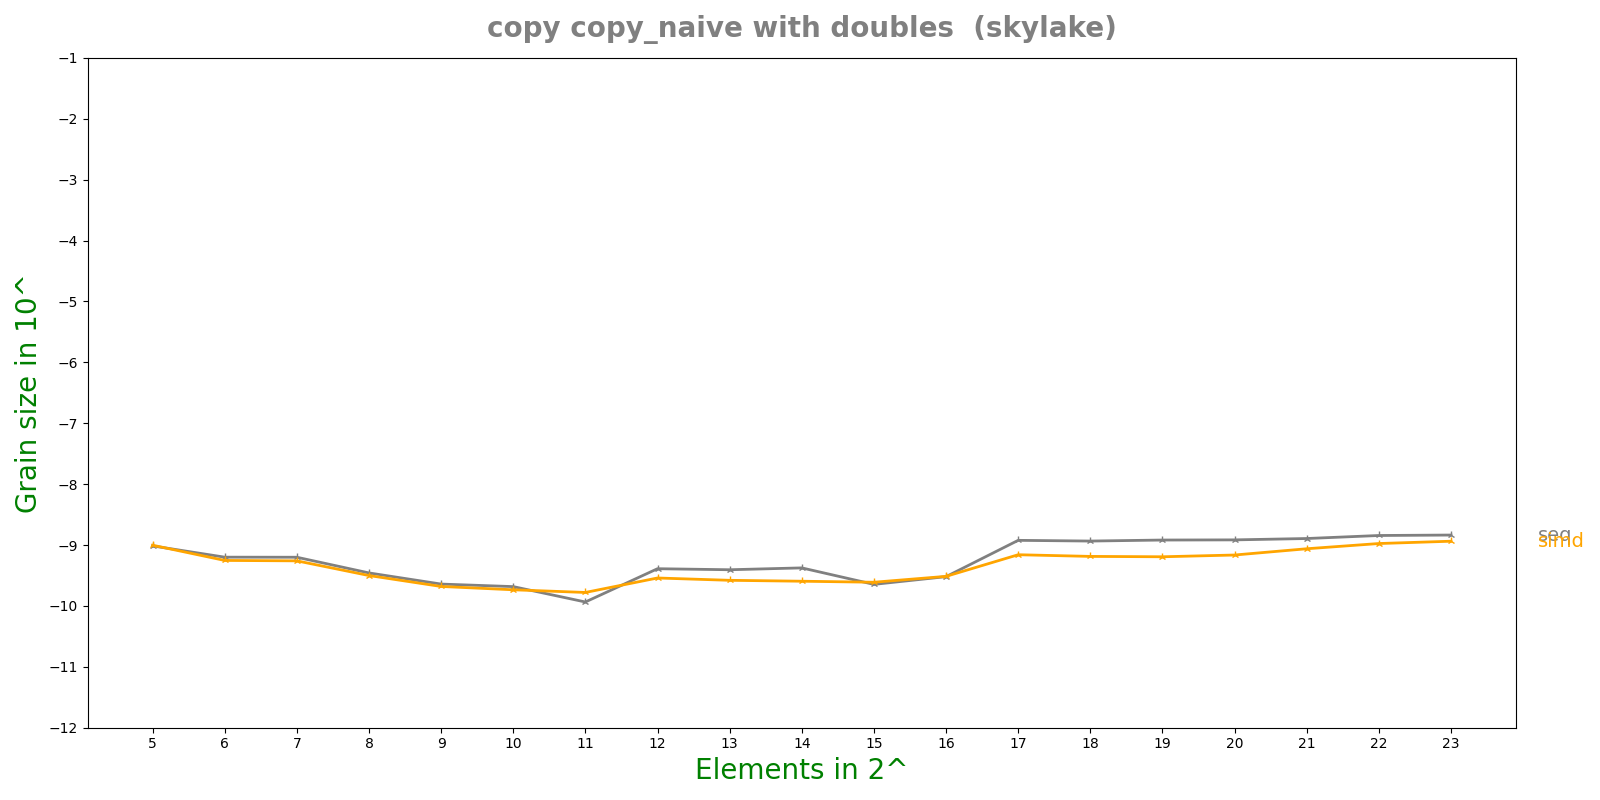 copy copy_naive with doubles  (skylake)
−1
−2
−3
−4
−5
−6
−7
−8
−9
−10
−11
−12
Grain size in 10^
5 6 7 8 9 10 11 12 13 14 15 16 17 18 19 20 21 22 23
Elements in 2^
seq
simd